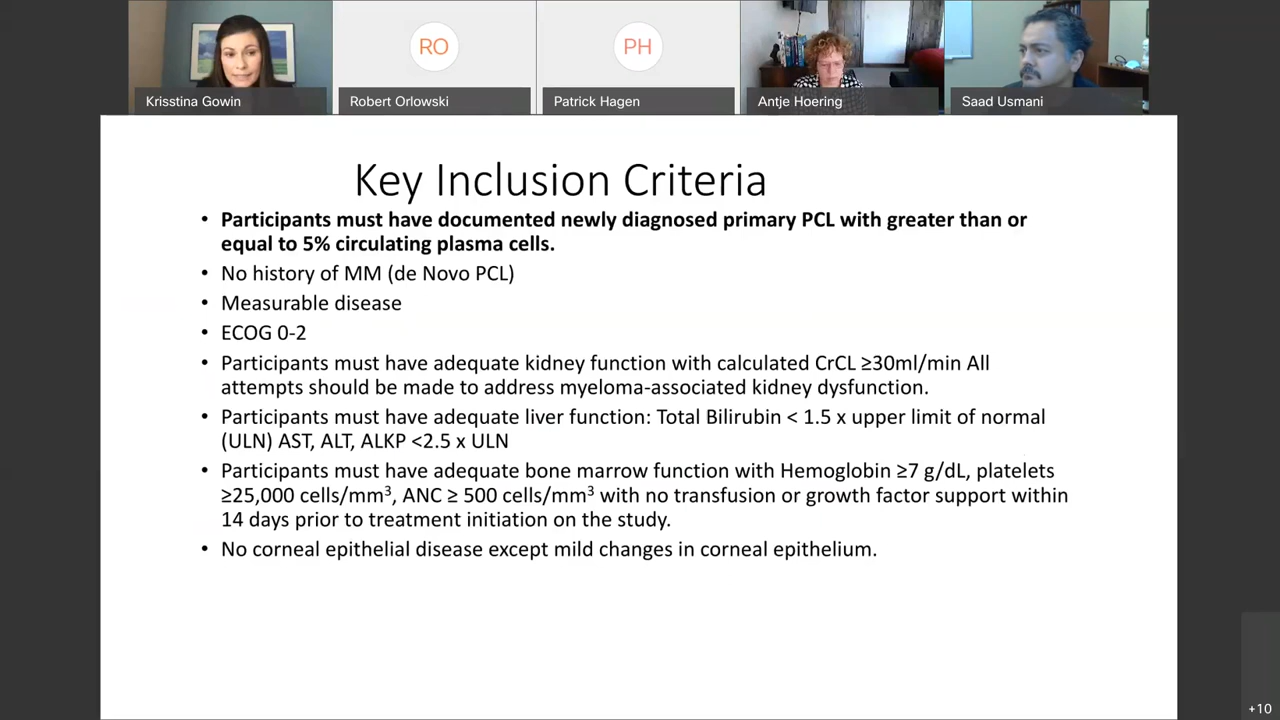 RO
PH
Krisstina Gowin
Robert Orlowski
Patrick Hagen
Antje Hoering
Saad Usmani
Key Inclusion Criteria
• Participants must have documented newly diagnosed primary PCL with greater than or
equal to 5% circulating plasma cells.
• No history of MM (de Novo PCL)
• Measurable disease
• ECOG 0-2
• Participants must have adequate kidney function with calculated CrCL ≥30ml/min All
attempts should be made to address myeloma-associated kidney dysfunction.
• Participants must have adequate liver function: Total Bilirubin < 1.5 x upper limit of normal
(ULN) AST, ALT, ALKP <2.5 x ULN
• Participants must have adequate bone marrow function with Hemoglobin ≥7 g/dL, platelets
≥25,000 cells/mm³, ANC ≥ 500 cells/mm³ with no transfusion or growth factor support within
14 days prior to treatment initiation on the study.
• No corneal epithelial disease except mild changes in corneal epithelium.
+10